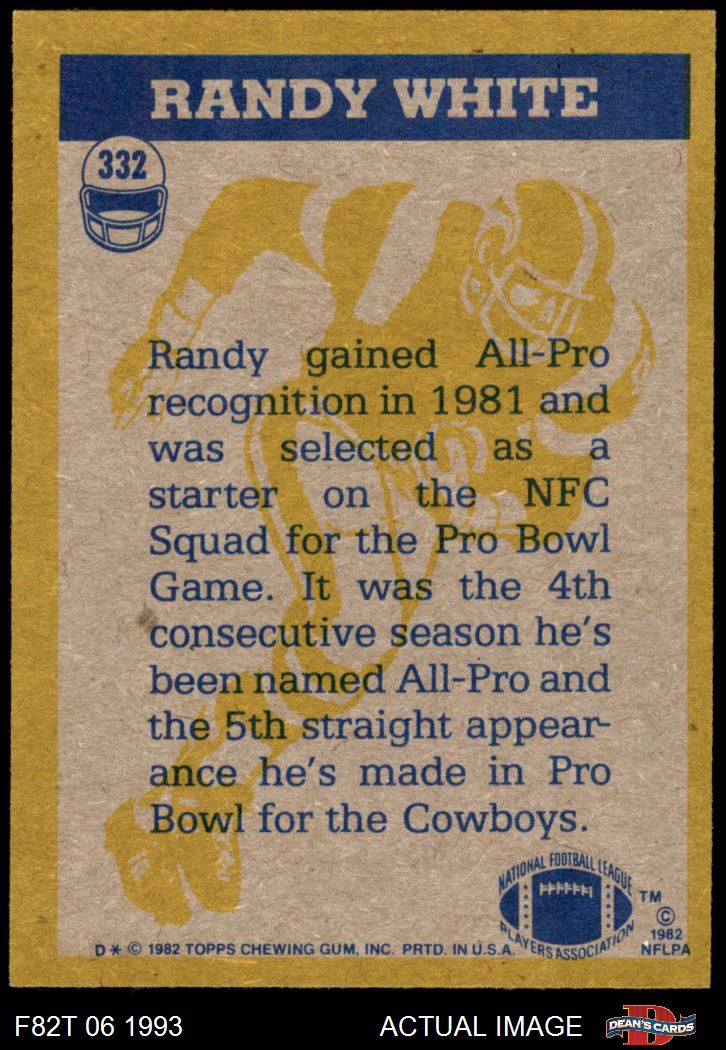 RANDY WHITE
332
Randy gained All-Pro
recognition in 1981 and
was selected as a
starter on the NFC
Squad for the Pro Bowl
Game. It was the 4th
consecutive season he's
been named All-Pro and
the 5th straight appear-
ance he's made in Pro
Bowl for the Cowboys.
NATIONAL FOOTBALL LEAGUE
PLAYERS ASSOCIATION
TM
©
1982
NFLPA
D * © 1982 TOPPS CHEWING GUM, INC. PRTD. IN U.S.A.
F82T 06 1993
ACTUAL IMAGE
D
DEAN'S CARDS